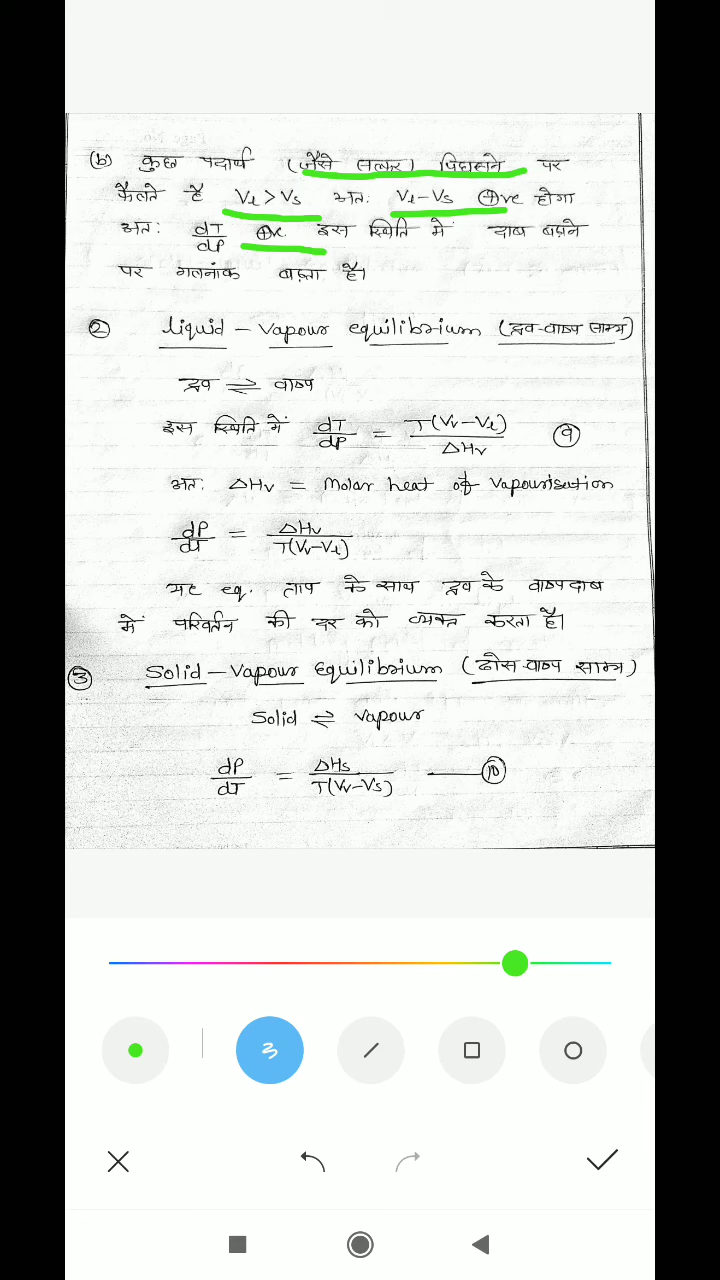 (b) कुछ पदार्थ (जैसे सल्फर) पिघलने पर
फैलते है Vl > Vs अत: Vl - Vs ⊕ve होगा
अत: dT/dP ⊕ve. इस स्थिति में दाब बढ़ने
पर गलनांक बढ़ता है।
② liquid - Vapour equilibrium (द्रव-वाष्प साम्य)
द्रव ⇌ वाष्प
इस स्थिति में dT/dP = T(Vv - Vl)/ΔHv ⑨
अत: ΔHv = Molar heat of Vapourisation
dP/dT = ΔHv/T(Vv - Vl)
यह eq. ताप के साथ द्रव के वाष्पदाब
में परिवर्तन की दर को व्यक्त करता है।
③ Solid - Vapour Equilibrium (ठोस-वाष्प साम्य)
Solid ⇌ Vapour
dP/dT = ΔHs/T(Vv - Vs) — ⑩